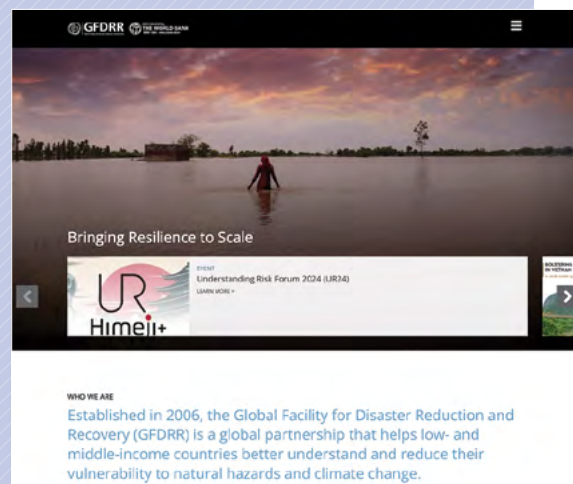 GFDRR THE WORLD BANK
Bringing Resilience to Scale
UR
Himeji+
EVENT
Understanding Risk Forum 2024 (UR24)
LEARN MORE >
IN VIETNAM
WHO WE ARE
Established in 2006, the Global Facility for Disaster Reduction and
Recovery (GFDRR) is a global partnership that helps low- and
middle-income countries better understand and reduce their
vulnerability to natural hazards and climate change.